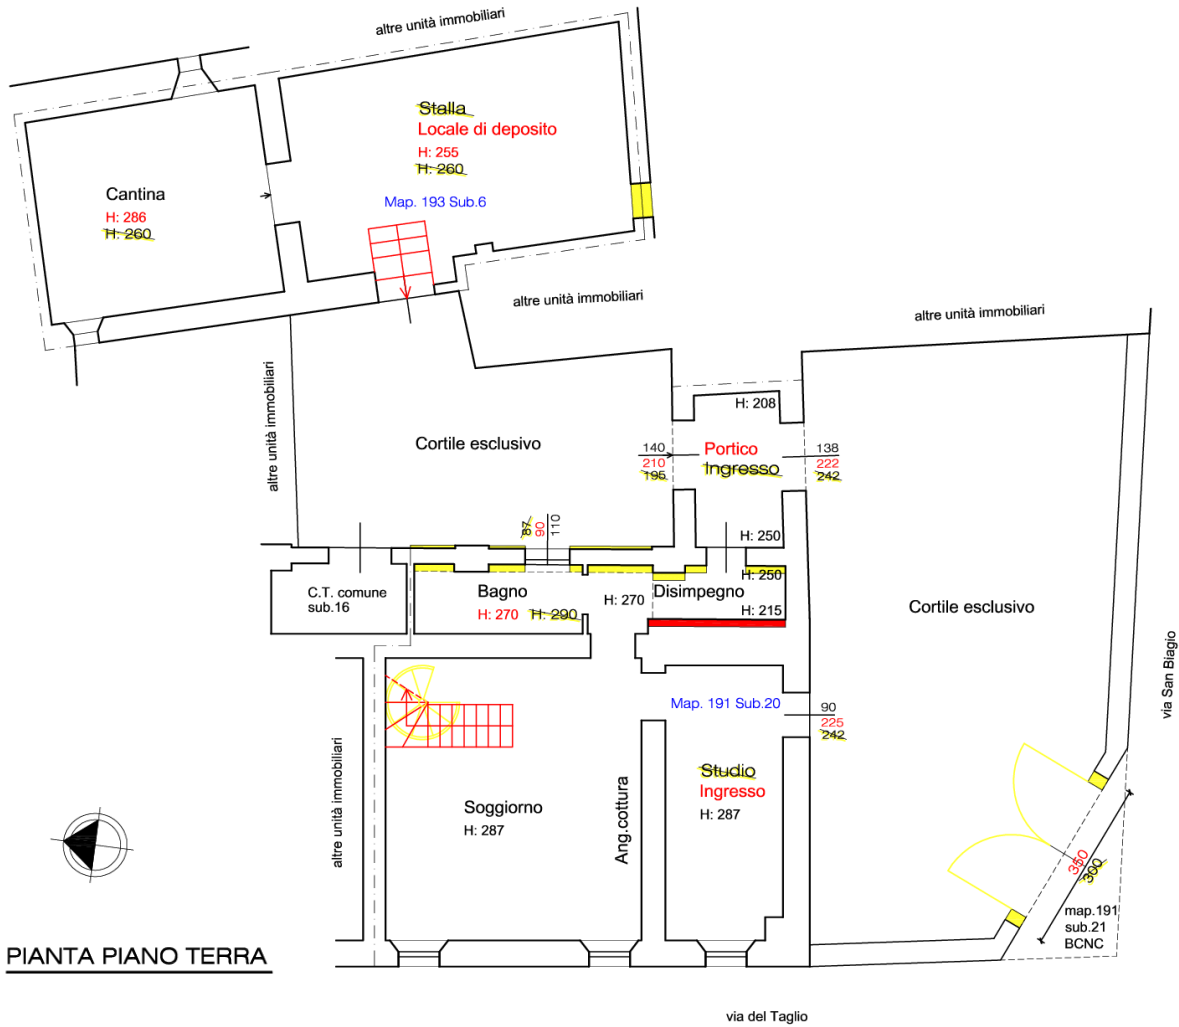 altre unità immobiliari
Stalla
Locale di deposito
H: 255
H: 260
Map. 193 Sub.6
Cantina
H: 286
H: 260
altre unità immobiliari
altre unità immobiliari
altre unità immobiliari
H: 208
Cortile esclusivo
140
210
195
Portico
Ingresso
138
222
242
87
90
110
H: 250
H: 250
C.T. comune
sub.16
Bagno
H: 270
H: 290
H: 270
Disimpegno
H: 215
Cortile esclusivo
via San Biagio
Map. 191 Sub.20
90
225
242
altre unità immobiliari
Studio
Ingresso
H: 287
Soggiorno
H: 287
Ang.cottura
350
300
map.191
sub.21
BCNC
PIANTA PIANO TERRA
via del Taglio